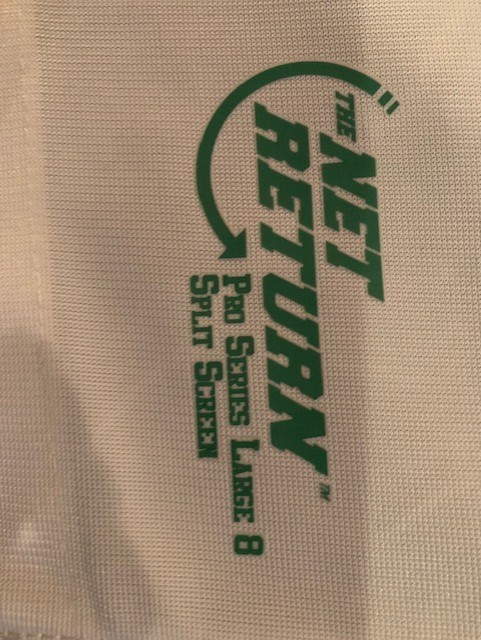 THE NET
RETURN™
PRO SERIES LARGE 8
SPLIT SCREEN